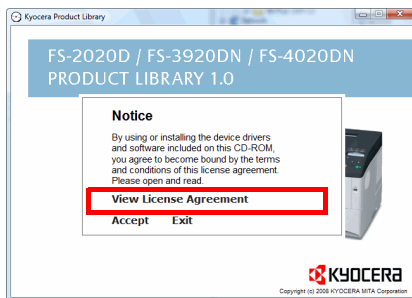 Kyocera Product Library
FS-2020D / FS-3920DN / FS-4020DN
PRODUCT LIBRARY 1.0
Notice
By using or installing the device drivers
and software included on this CD-ROM,
you agree to become bound by the terms
and conditions of this license agreement.
Please open and read.
View License Agreement
Accept Exit
KYOCERA
Copyright (c) 2008 KYOCERA MITA Corporation